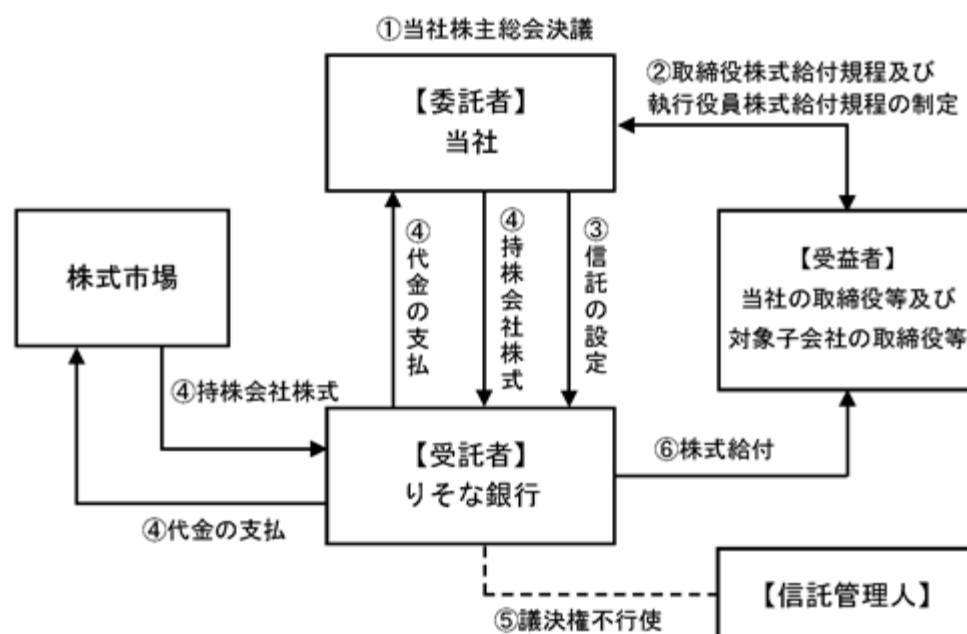 ①当社株主総会決議
【委託者】
当社
②取締役株式給付規程及び
執行役員株式給付規程の制定
株式市場
④代金の支払
④持株会社株式
③信託の設定
【受益者】
当社の取締役等及び
対象子会社の取締役等
④持株会社株式
【受託者】
りそな銀行
⑥株式給付
④代金の支払
⑤議決権不行使
【信託管理人】